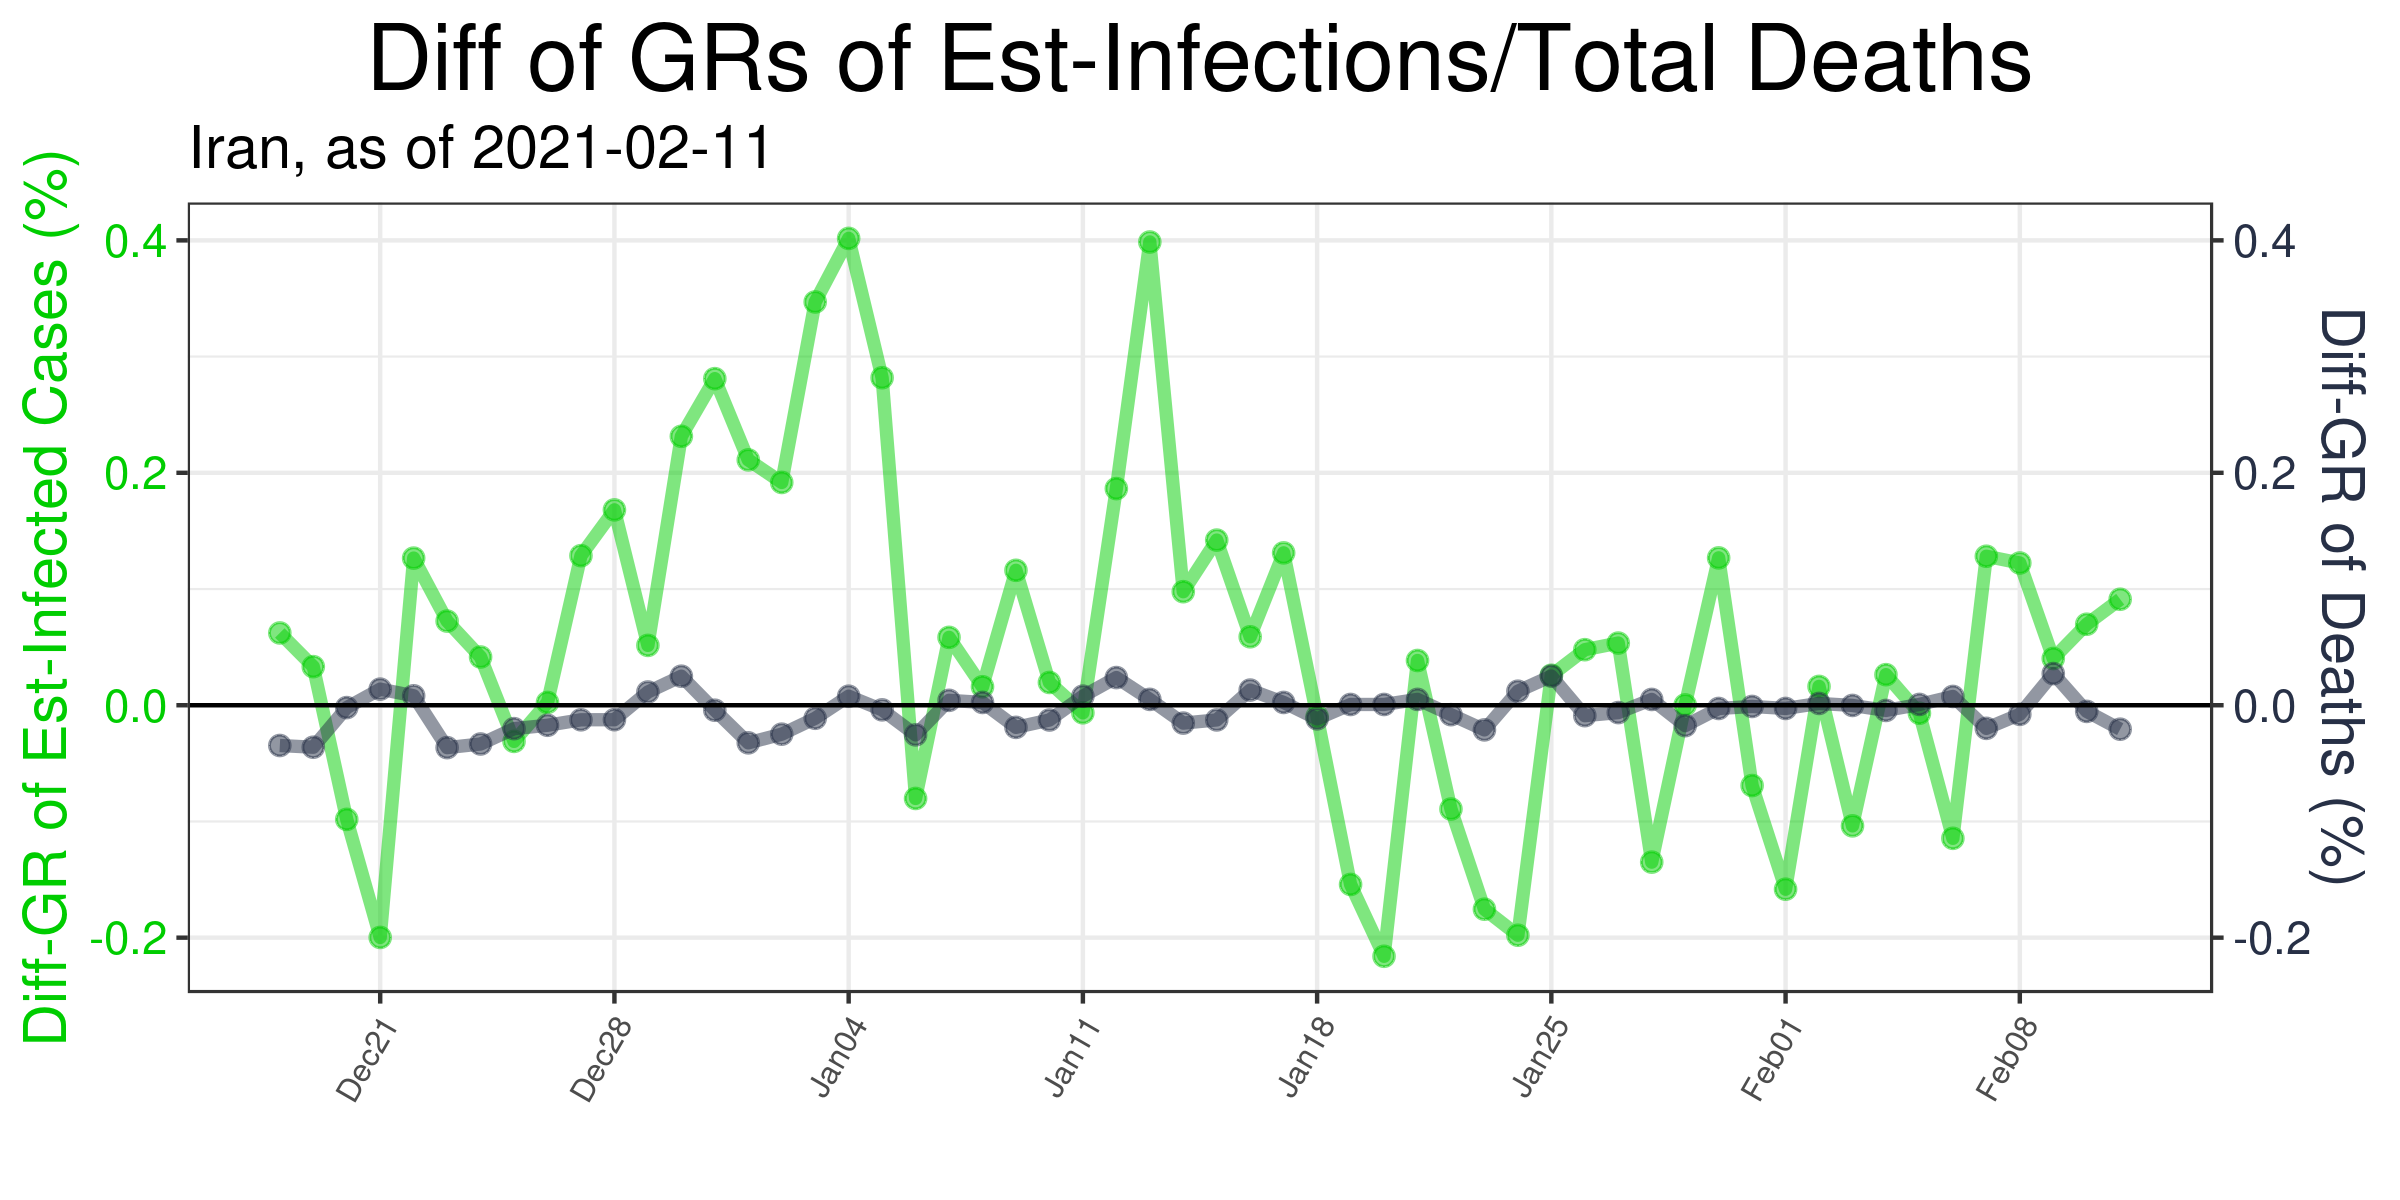 Diff of GRs of Est-Infections/Total Deaths
Iran, as of 2021-02-11
Diff-GR of Est-Infected Cases (%)
0.4
0.2
0.0
-0.2
0.4
0.2
0.0
-0.2
Diff-GR of Deaths (%)
Dec21
Dec28
Jan04
Jan11
Jan18
Jan25
Feb01
Feb08